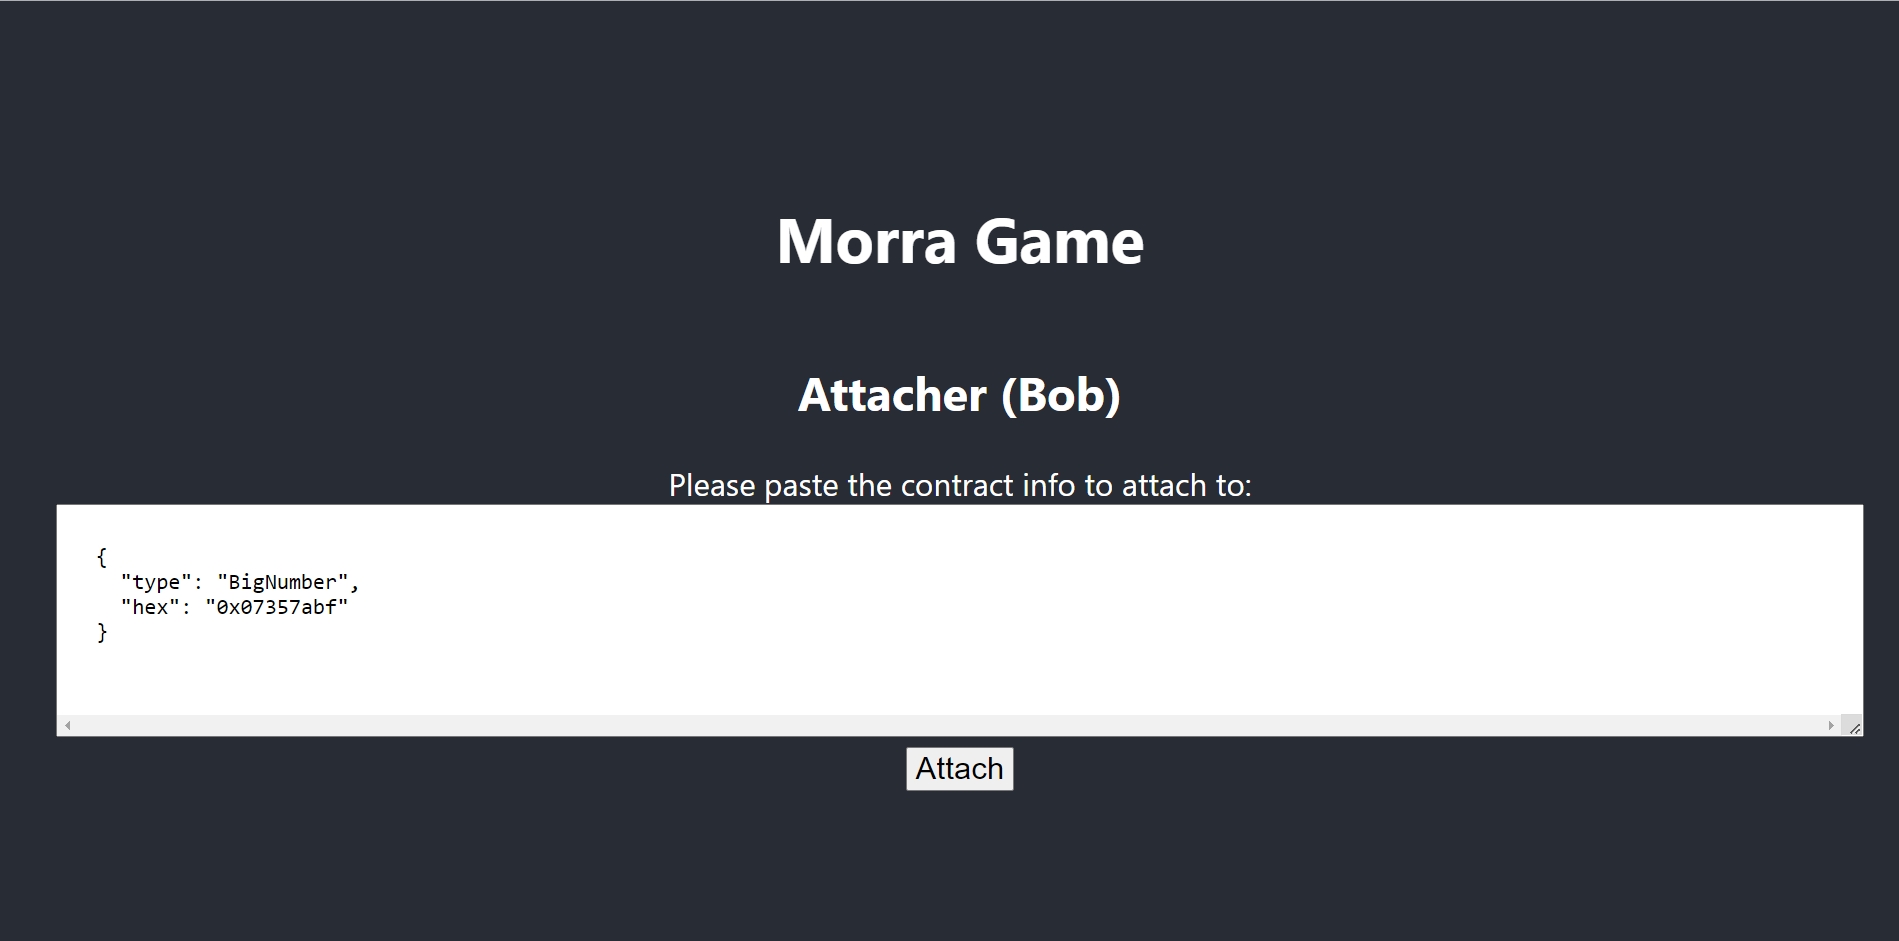 Morra Game
Attacher (Bob)
Please paste the contract info to attach to:
{
  "type": "BigNumber",
  "hex": "0x07357abf"
}
Attach